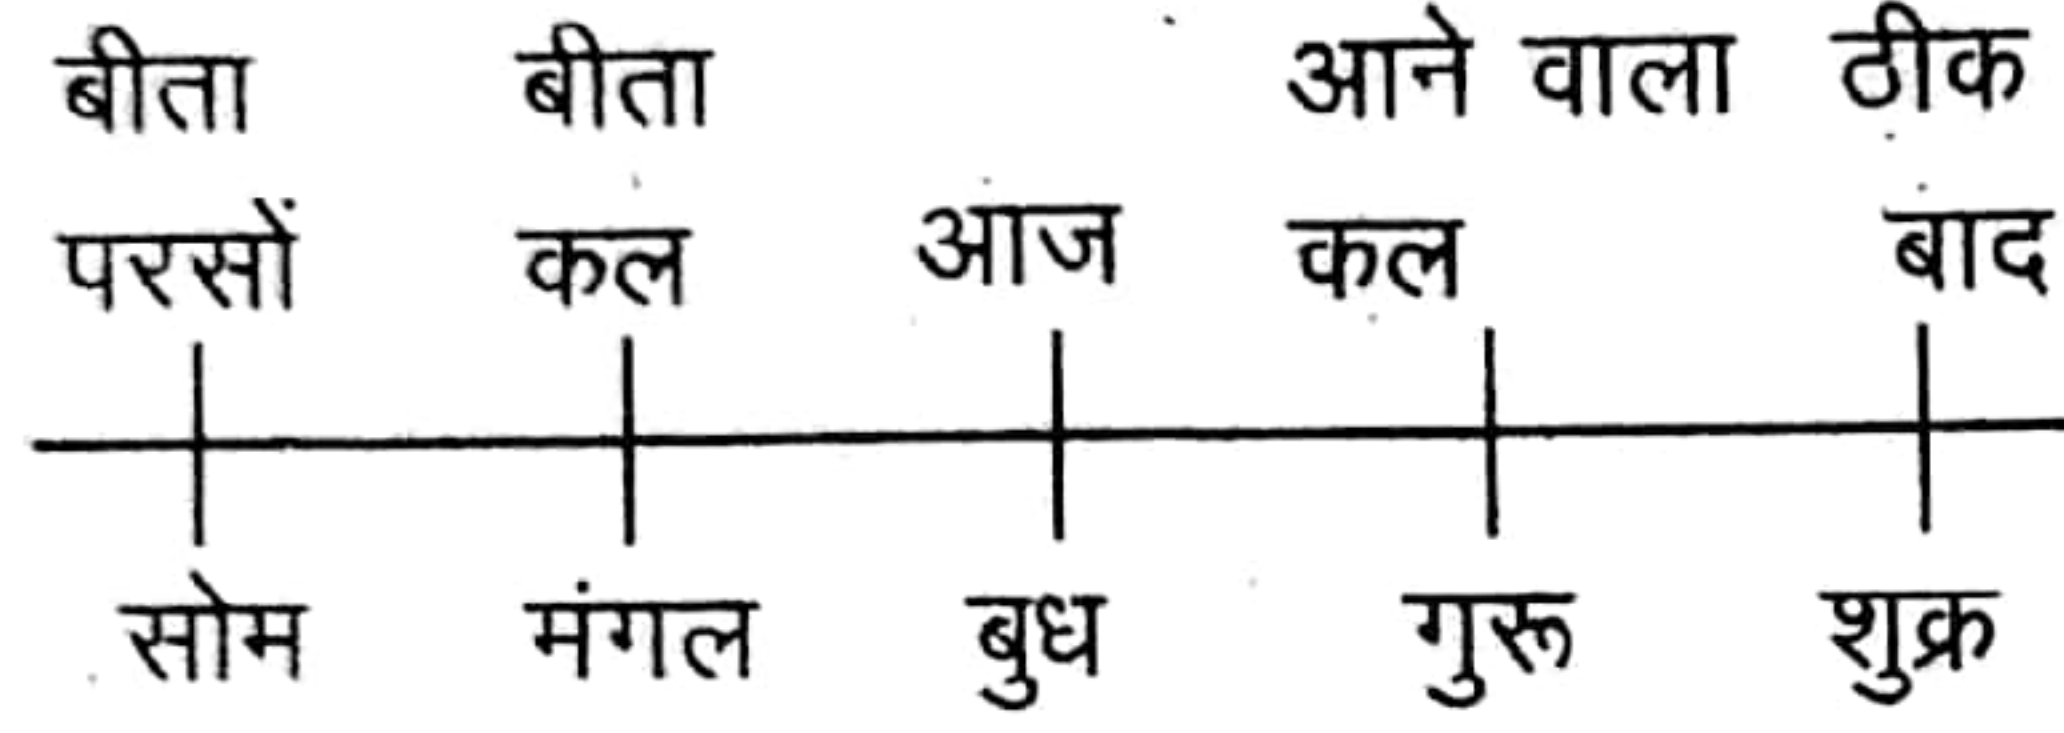 बीता बीता आने वाला ठीक
परसों कल आज कल बाद
सोम मंगल बुध गुरू शुक्र